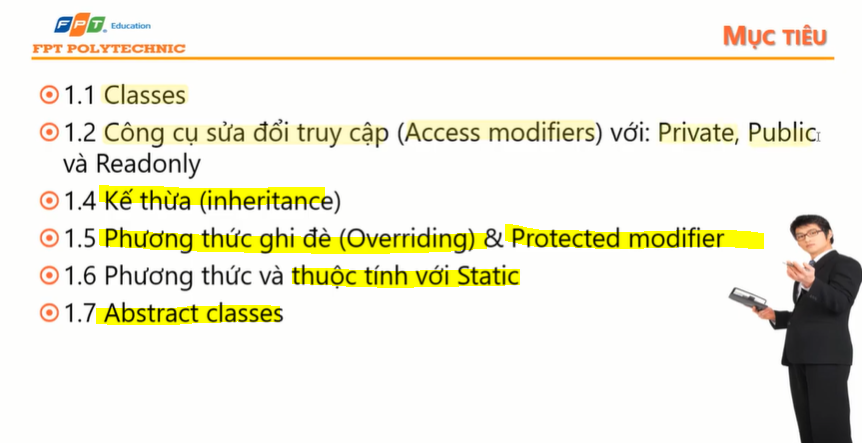 FPT Education
FPT POLYTECHNIC
MỤC TIÊU
1.1 Classes
1.2 Công cụ sửa đổi truy cập (Access modifiers) với: Private, Public
và Readonly
1.4 Kế thừa (inheritance)
1.5 Phương thức ghi đè (Overriding) & Protected modifier
1.6 Phương thức và thuộc tính với Static
1.7 Abstract classes